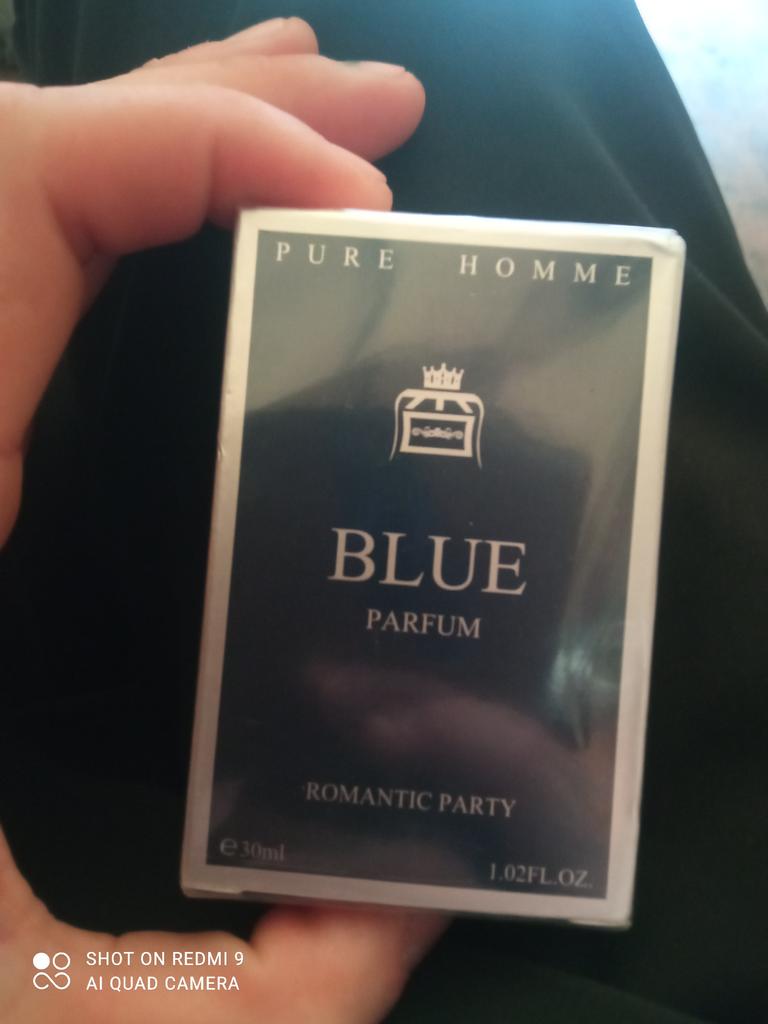 PURE HOMME
BLUE
PARFUM
ROMANTIC PARTY
℮30ml
1.02FL.OZ.
SHOT ON REDMI 9
AI QUAD CAMERA